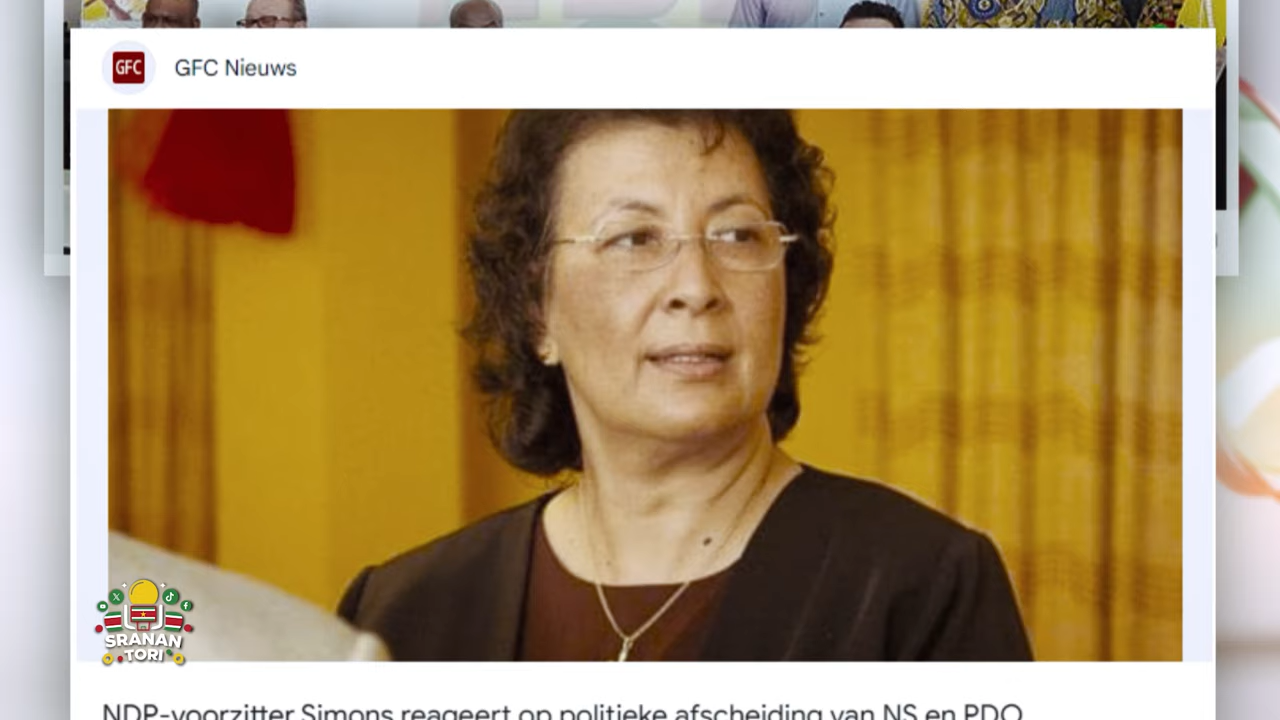 GFC
GFC Nieuws
SRANAN
TORI
NDP-voorzitter Simons reageert op politieke afscheiding van NS en PDO